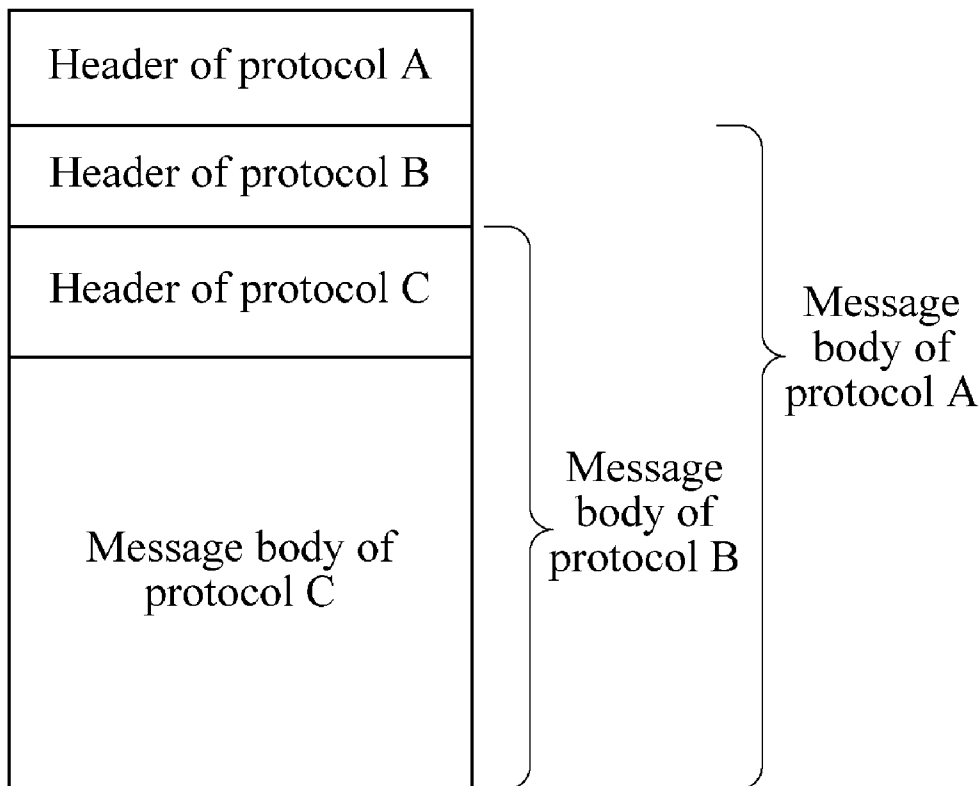 Header of protocol A
Header of protocol B
Header of protocol C
Message body of
protocol C
Message
body of
protocol B
Message
body of
protocol A